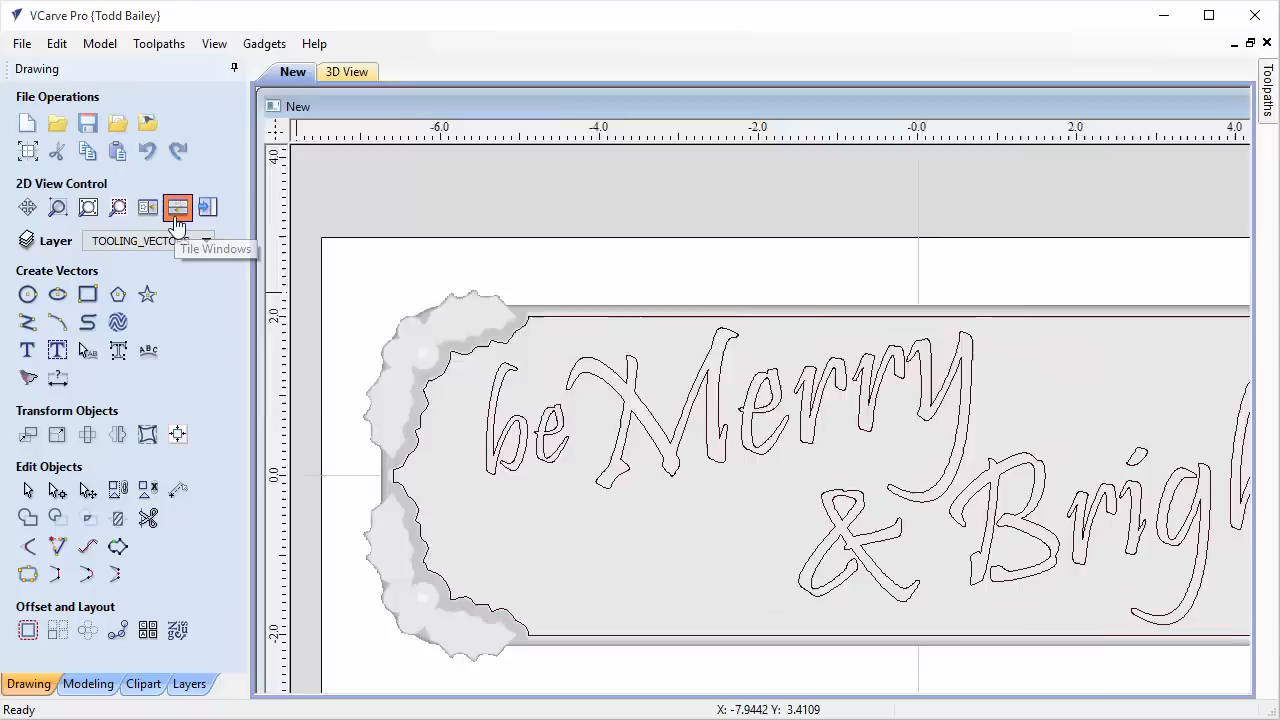 VCarve Pro {Todd Bailey}
File Edit Model Toolpaths View Gadgets Help
Drawing
New 3D View
Toolpaths
File Operations
New
-6.0 -4.0 -2.0 -0.0 2.0 4.0
4.0
2D View Control
Layer TOOLING_VECTO
Tile Windows
Create Vectors
2.0
be Merry
Transform Objects
Edit Objects
0.0
& Brigh
Offset and Layout
-2.0
Drawing Modeling Clipart Layers
Ready X: -7.9442 Y: 3.4109